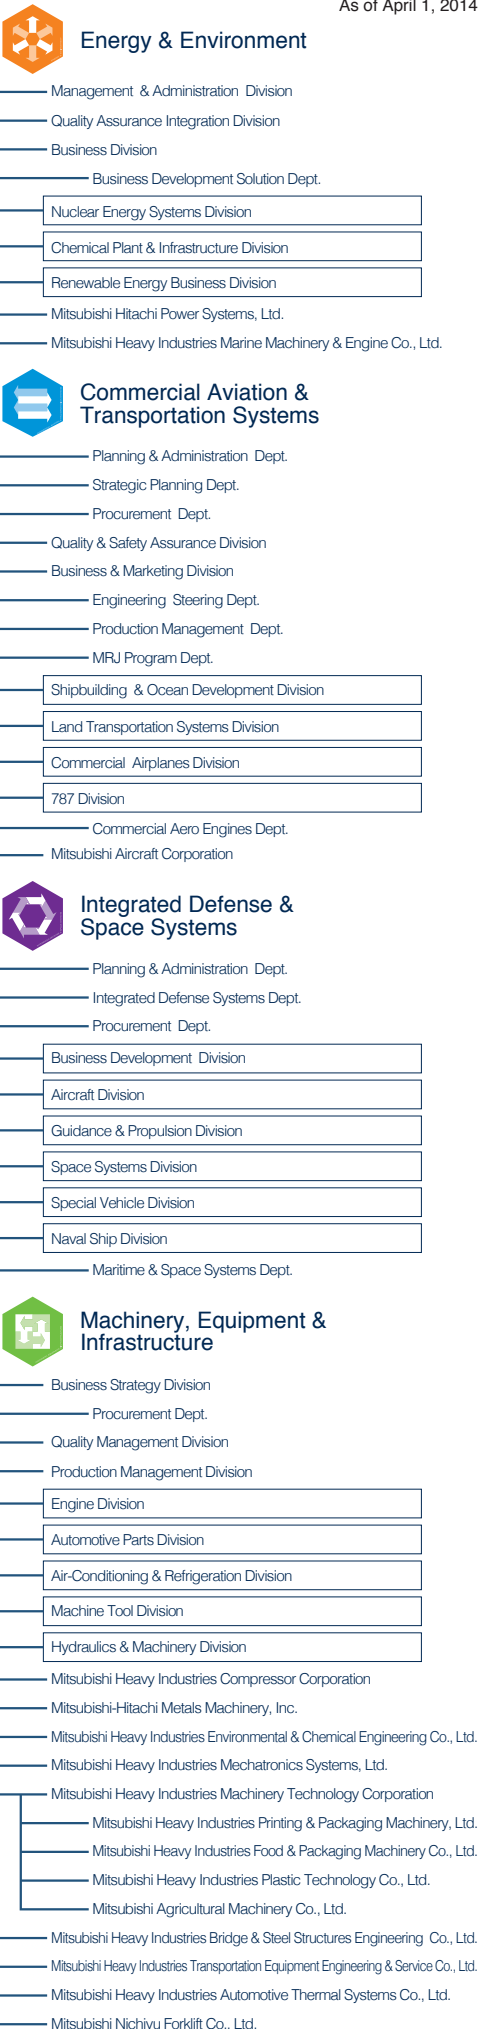 As of April 1, 2014
Energy & Environment
Management & Administration Division
Quality Assurance Integration Division
Business Division
Business Development Solution Dept.
Nuclear Energy Systems Division
Chemical Plant & Infrastructure Division
Renewable Energy Business Division
Mitsubishi Hitachi Power Systems, Ltd.
Mitsubishi Heavy Industries Marine Machinery & Engine Co., Ltd.
Commercial Aviation &
Transportation Systems
Planning & Administration Dept.
Strategic Planning Dept.
Procurement Dept.
Quality & Safety Assurance Division
Business & Marketing Division
Engineering Steering Dept.
Production Management Dept.
MRJ Program Dept.
Shipbuilding & Ocean Development Division
Land Transportation Systems Division
Commercial Airplanes Division
787 Division
Commercial Aero Engines Dept.
Mitsubishi Aircraft Corporation
Integrated Defense &
Space Systems
Planning & Administration Dept.
Integrated Defense Systems Dept.
Procurement Dept.
Business Development Division
Aircraft Division
Guidance & Propulsion Division
Space Systems Division
Special Vehicle Division
Naval Ship Division
Maritime & Space Systems Dept.
Machinery, Equipment &
Infrastructure
Business Strategy Division
Procurement Dept.
Quality Management Division
Production Management Division
Engine Division
Automotive Parts Division
Air-Conditioning & Refrigeration Division
Machine Tool Division
Hydraulics & Machinery Division
Mitsubishi Heavy Industries Compressor Corporation
Mitsubishi-Hitachi Metals Machinery, Inc.
Mitsubishi Heavy Industries Environmental & Chemical Engineering Co., Ltd.
Mitsubishi Heavy Industries Mechatronics Systems, Ltd.
Mitsubishi Heavy Industries Machinery Technology Corporation
Mitsubishi Heavy Industries Printing & Packaging Machinery, Ltd.
Mitsubishi Heavy Industries Food & Packaging Machinery Co., Ltd.
Mitsubishi Heavy Industries Plastic Technology Co., Ltd.
Mitsubishi Agricultural Machinery Co., Ltd.
Mitsubishi Heavy Industries Bridge & Steel Structures Engineering Co., Ltd.
Mitsubishi Heavy Industries Transportation Equipment Engineering & Service Co., Ltd.
Mitsubishi Heavy Industries Automotive Thermal Systems Co., Ltd.
Mitsubishi Nichiyu Forklift Co., Ltd.